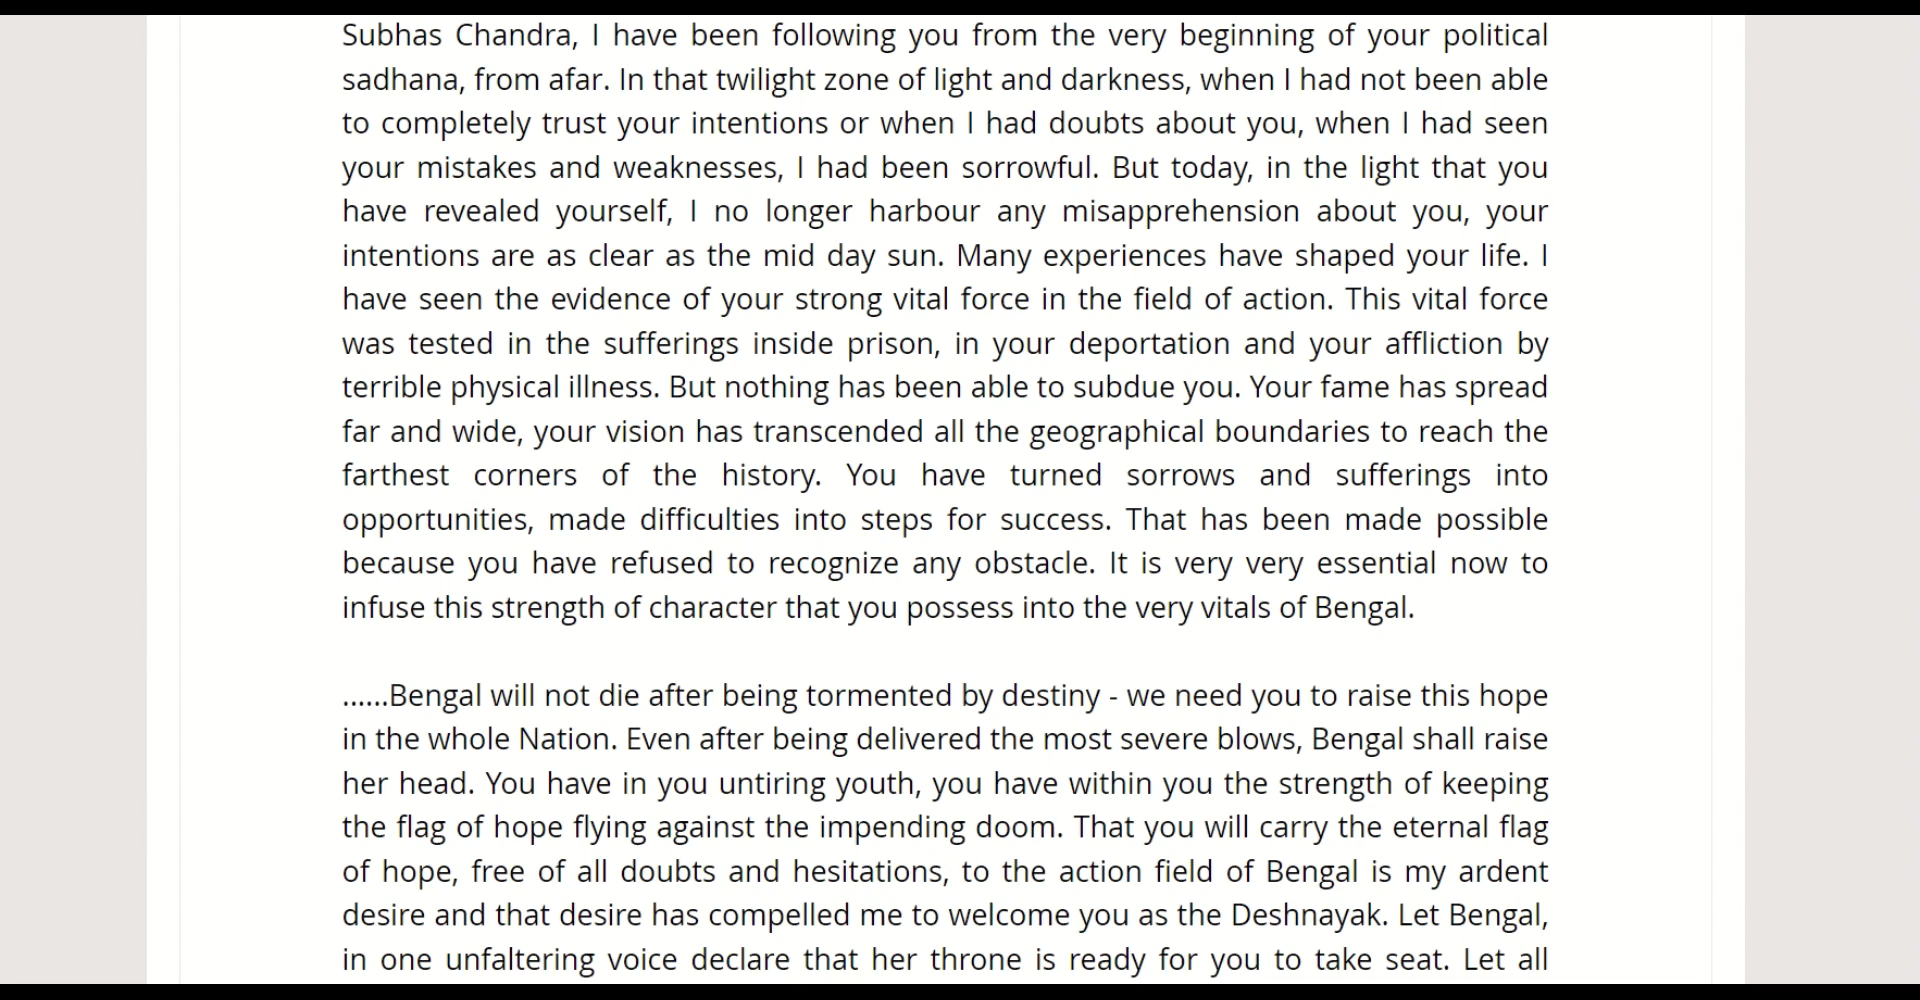 Subhas Chandra, I have been following you from the very beginning of your political
sadhana, from afar. In that twilight zone of light and darkness, when I had not been able
to completely trust your intentions or when I had doubts about you, when I had seen
your mistakes and weaknesses, I had been sorrowful. But today, in the light that you
have revealed yourself, I no longer harbour any misapprehension about you, your
intentions are as clear as the mid day sun. Many experiences have shaped your life. I
have seen the evidence of your strong vital force in the field of action. This vital force
was tested in the sufferings inside prison, in your deportation and your affliction by
terrible physical illness. But nothing has been able to subdue you. Your fame has spread
far and wide, your vision has transcended all the geographical boundaries to reach the
farthest corners of the history. You have turned sorrows and sufferings into
opportunities, made difficulties into steps for success. That has been made possible
because you have refused to recognize any obstacle. It is very very essential now to
infuse this strength of character that you possess into the very vitals of Bengal.
......Bengal will not die after being tormented by destiny - we need you to raise this hope
in the whole Nation. Even after being delivered the most severe blows, Bengal shall raise
her head. You have in you untiring youth, you have within you the strength of keeping
the flag of hope flying against the impending doom. That you will carry the eternal flag
of hope, free of all doubts and hesitations, to the action field of Bengal is my ardent
desire and that desire has compelled me to welcome you as the Deshnayak. Let Bengal,
in one unfaltering voice declare that her throne is ready for you to take seat. Let all